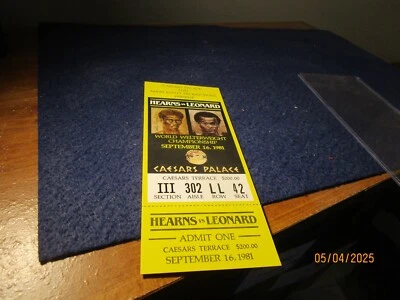 HEARNS vs LEONARD
WORLD WELTERWEIGHT
CHAMPIONSHIP
SEPTEMBER 16, 1981
CAESARS PALACE
CAESARS TERRACE $200.00
III 302 LL 42
SECTION AISLE ROW SEAT
HEARNS vs LEONARD
ADMIT ONE
CAESARS TERRACE $200.00
SEPTEMBER 16, 1981
05/04/2025